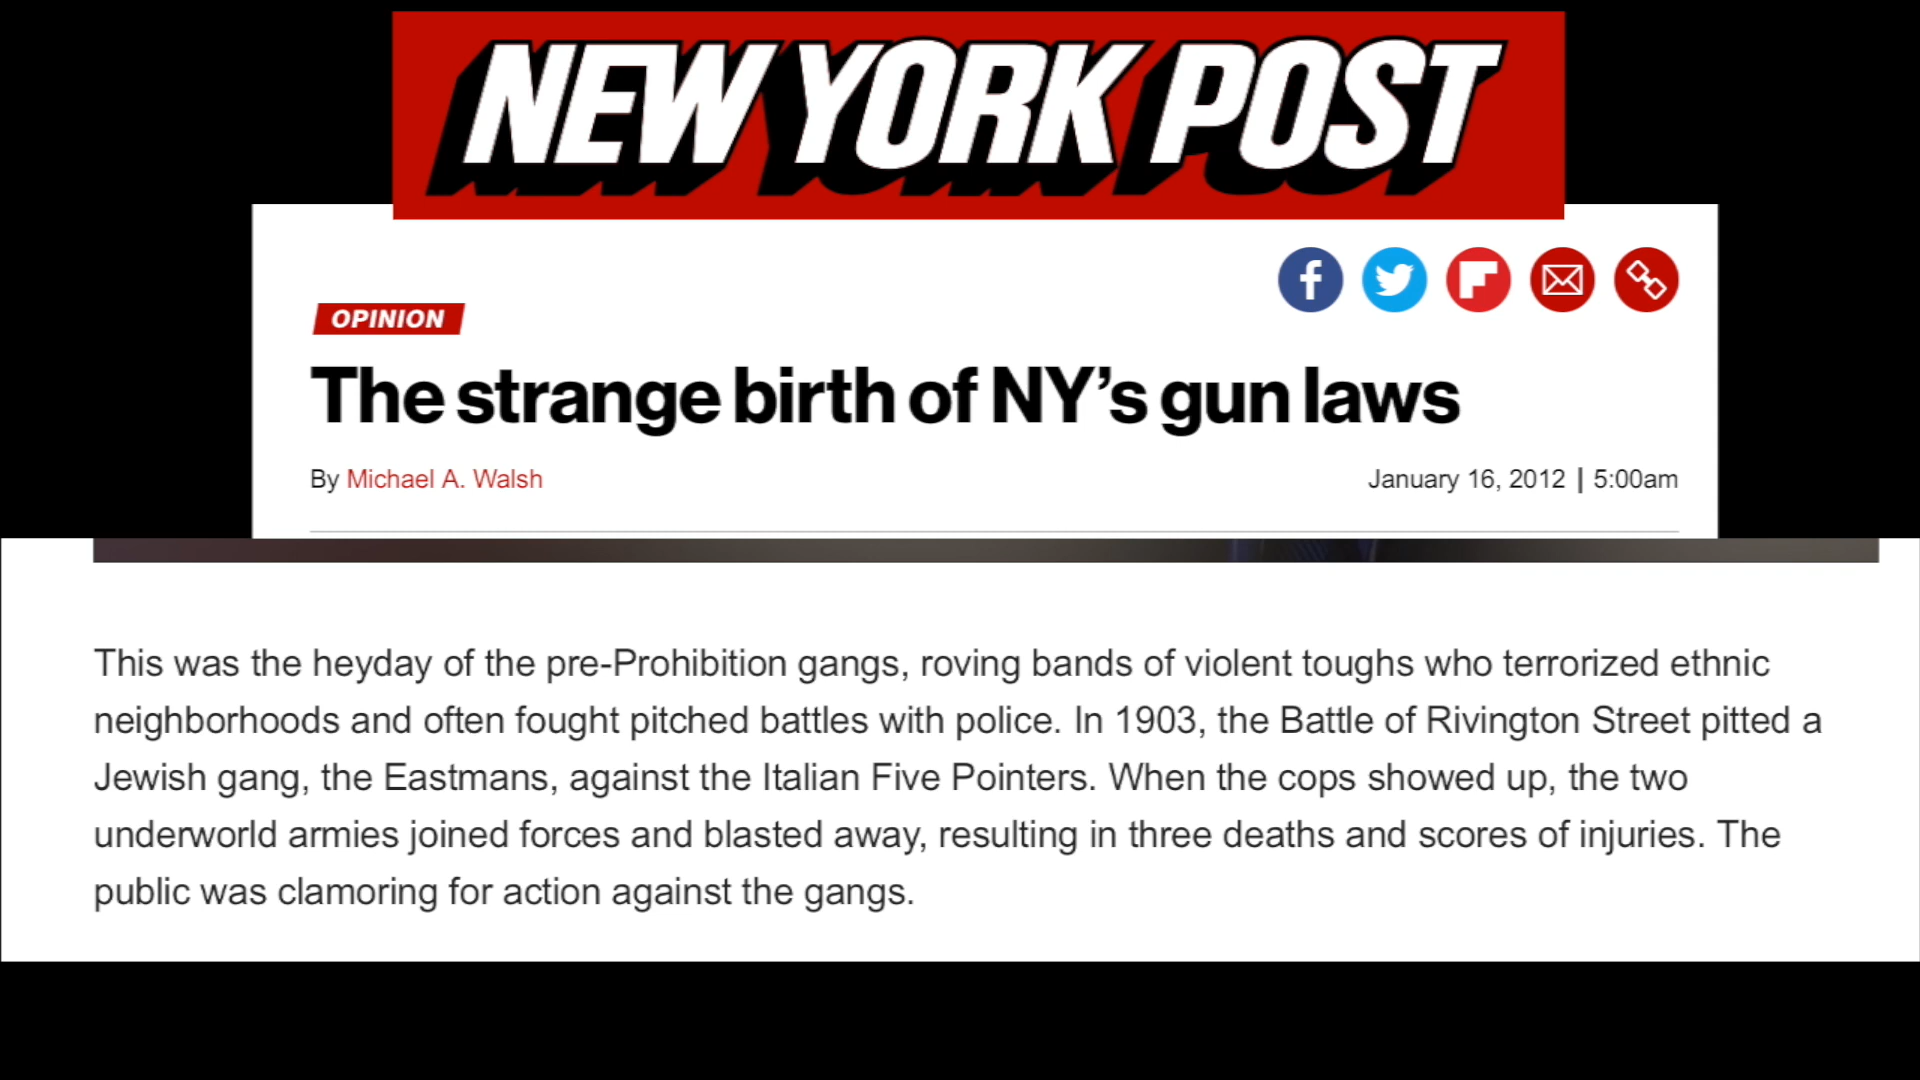 NEW YORK POST
OPINION
The strange birth of NY’s gun laws
By Michael A. Walsh
January 16, 2012 | 5:00am
This was the heyday of the pre-Prohibition gangs, roving bands of violent toughs who terrorized ethnic
neighborhoods and often fought pitched battles with police. In 1903, the Battle of Rivington Street pitted a
Jewish gang, the Eastmans, against the Italian Five Pointers. When the cops showed up, the two
underworld armies joined forces and blasted away, resulting in three deaths and scores of injuries. The
public was clamoring for action against the gangs.